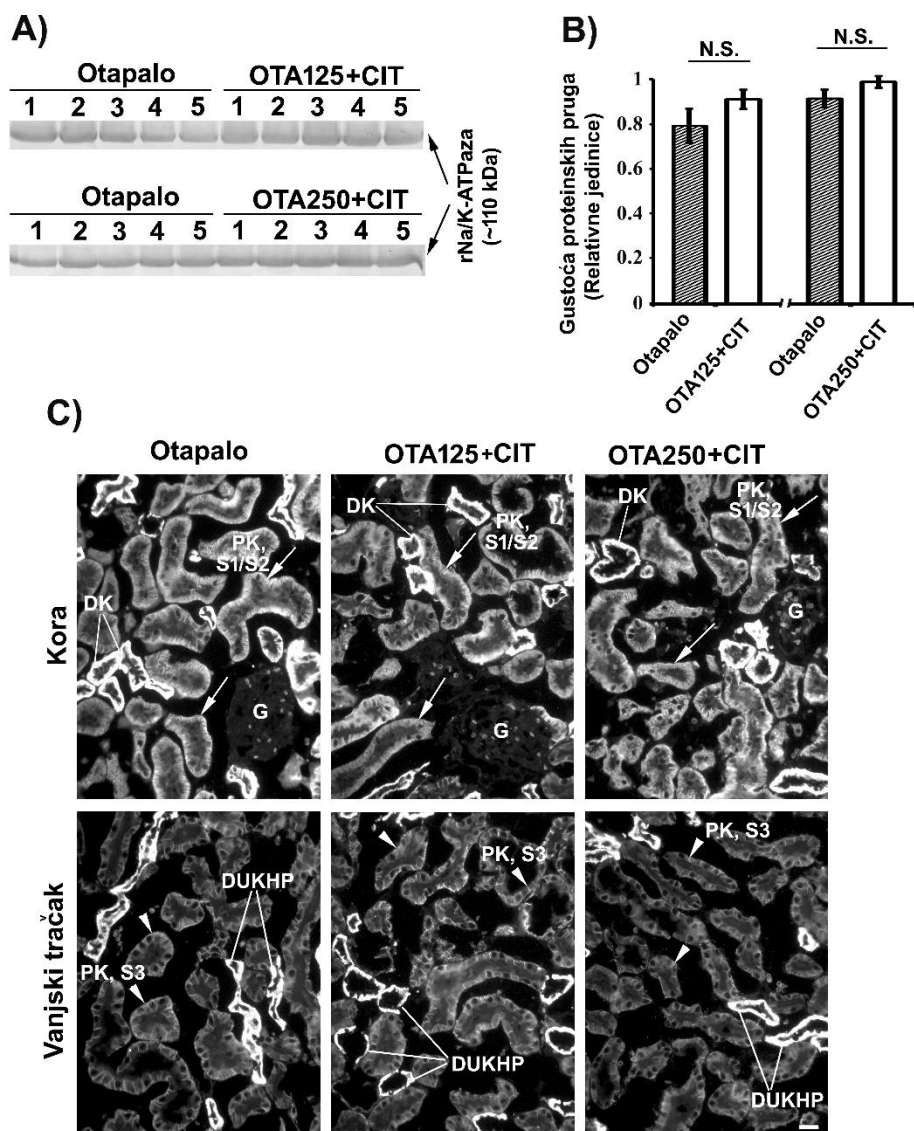 A)
Otapalo OTA125+CIT
1 2 3 4 5 1 2 3 4 5
Otapalo OTA250+CIT
1 2 3 4 5 1 2 3 4 5
rNa/K-ATPaza
(~110 kDa)
B)
N.S. N.S.
Gustoća proteinskih pruga
(Relativne jedinice)
1
0.8
0.6
0.4
0.2
0
Otapalo
OTA125+CIT
Otapalo
OTA250+CIT
C)
Otapalo OTA125+CIT OTA250+CIT
Kora
PK,
S1/S2
DK
G
DK
PK,
S1/S2
G
DK
PK,
S1/S2
G
Vanjski tračak
DUKHP
PK, S3
PK, S3
DUKHP
PK, S3
DUKHP